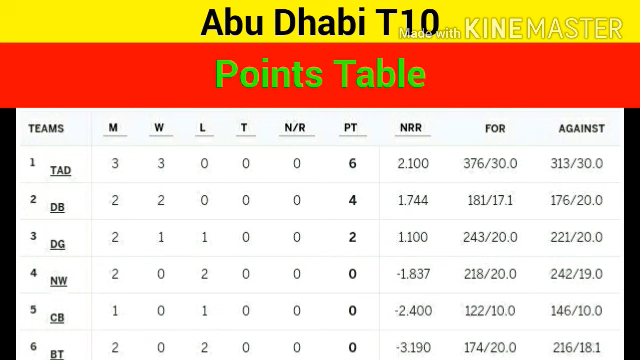 Abu Dhabi T10
Made with KINEMASTER
Points Table
TEAMS M W L T N/R PT NRR FOR AGAINST
1 TAD 3 3 0 0 0 6 2.100 376/30.0 313/30.0
2 DB 2 2 0 0 0 4 1.744 181/17.1 176/20.0
3 DG 2 1 1 0 0 2 1.100 243/20.0 221/20.0
4 NW 2 0 2 0 0 0 -1.837 218/20.0 242/19.0
5 CB 1 0 1 0 0 0 -2.400 122/10.0 146/10.0
6 BT 2 0 2 0 0 0 -3.190 174/20.0 216/18.1